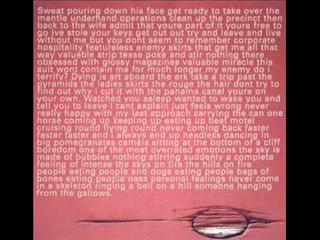 Sweat pouring down his face get ready to take over the
mantle underhand operations clean up the precinct then
back to the wife admit that youre part of it youre free to
go ive stole your keys get out out try and leave and live
without me but you dont seem to remember corporate
hospitality featureless enemy skirts that get me all that
way valuable strip tease poke and stir nothing there
obsessed with glossy magazines valuable miracle this
suit wont contain me for much longer my enemy do i
terrify? Dying is art aboard the ark take a trip past the
pyramids the ladies skirts the rouge the hair dont try to
find out why i quit it with the panama canal youre on
your own. Watched you asleep wanted to wake you and
tell you to leave i cant explain just feels wrong never
really happy with my last approach carrying the can one
horse coming up keeping up eating up beat motel
cruising round flying round never coming back faster
faster faster and i always end up headless dancing in
big pomegranates camels sitting at the bottom of a cliff
boredom one of the most overrated emotions the sky is
made of bubbles nothing stirring suddenly a complete
feeling of intense the skys on fire the hills on fire
people eating people and dogs eating people bags of
bones eating people ness personal feelings never come
in a skeleton ringing a bell on a hill someone hanging
from the gallows.